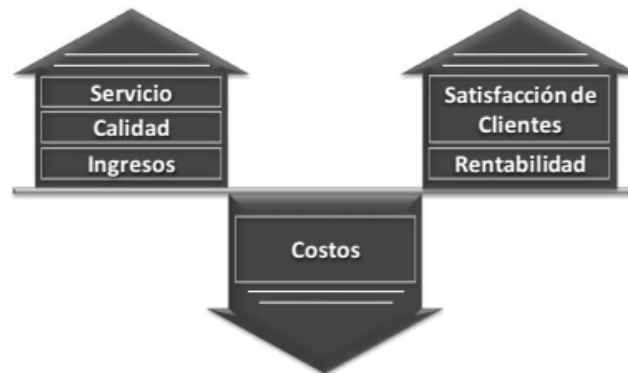 Servicio
Calidad
Ingresos
Satisfacción de
Clientes
Rentabilidad
Costos